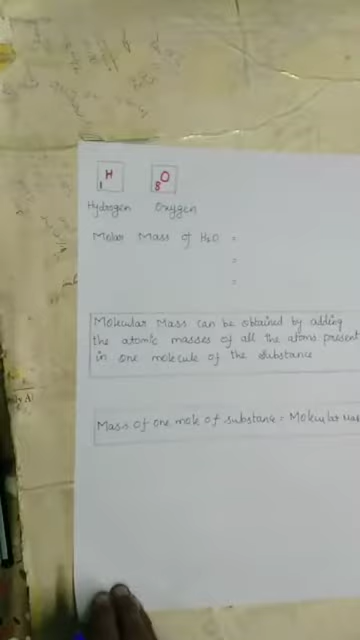 H
1
O
8
Hydrogen Oxygen
Molar Mass of H₂O =
=
=
Molecular Mass can be obtained by adding
the atomic masses of all the atoms present
in one molecule of the substance
Mass of one mole of substance = Molecular